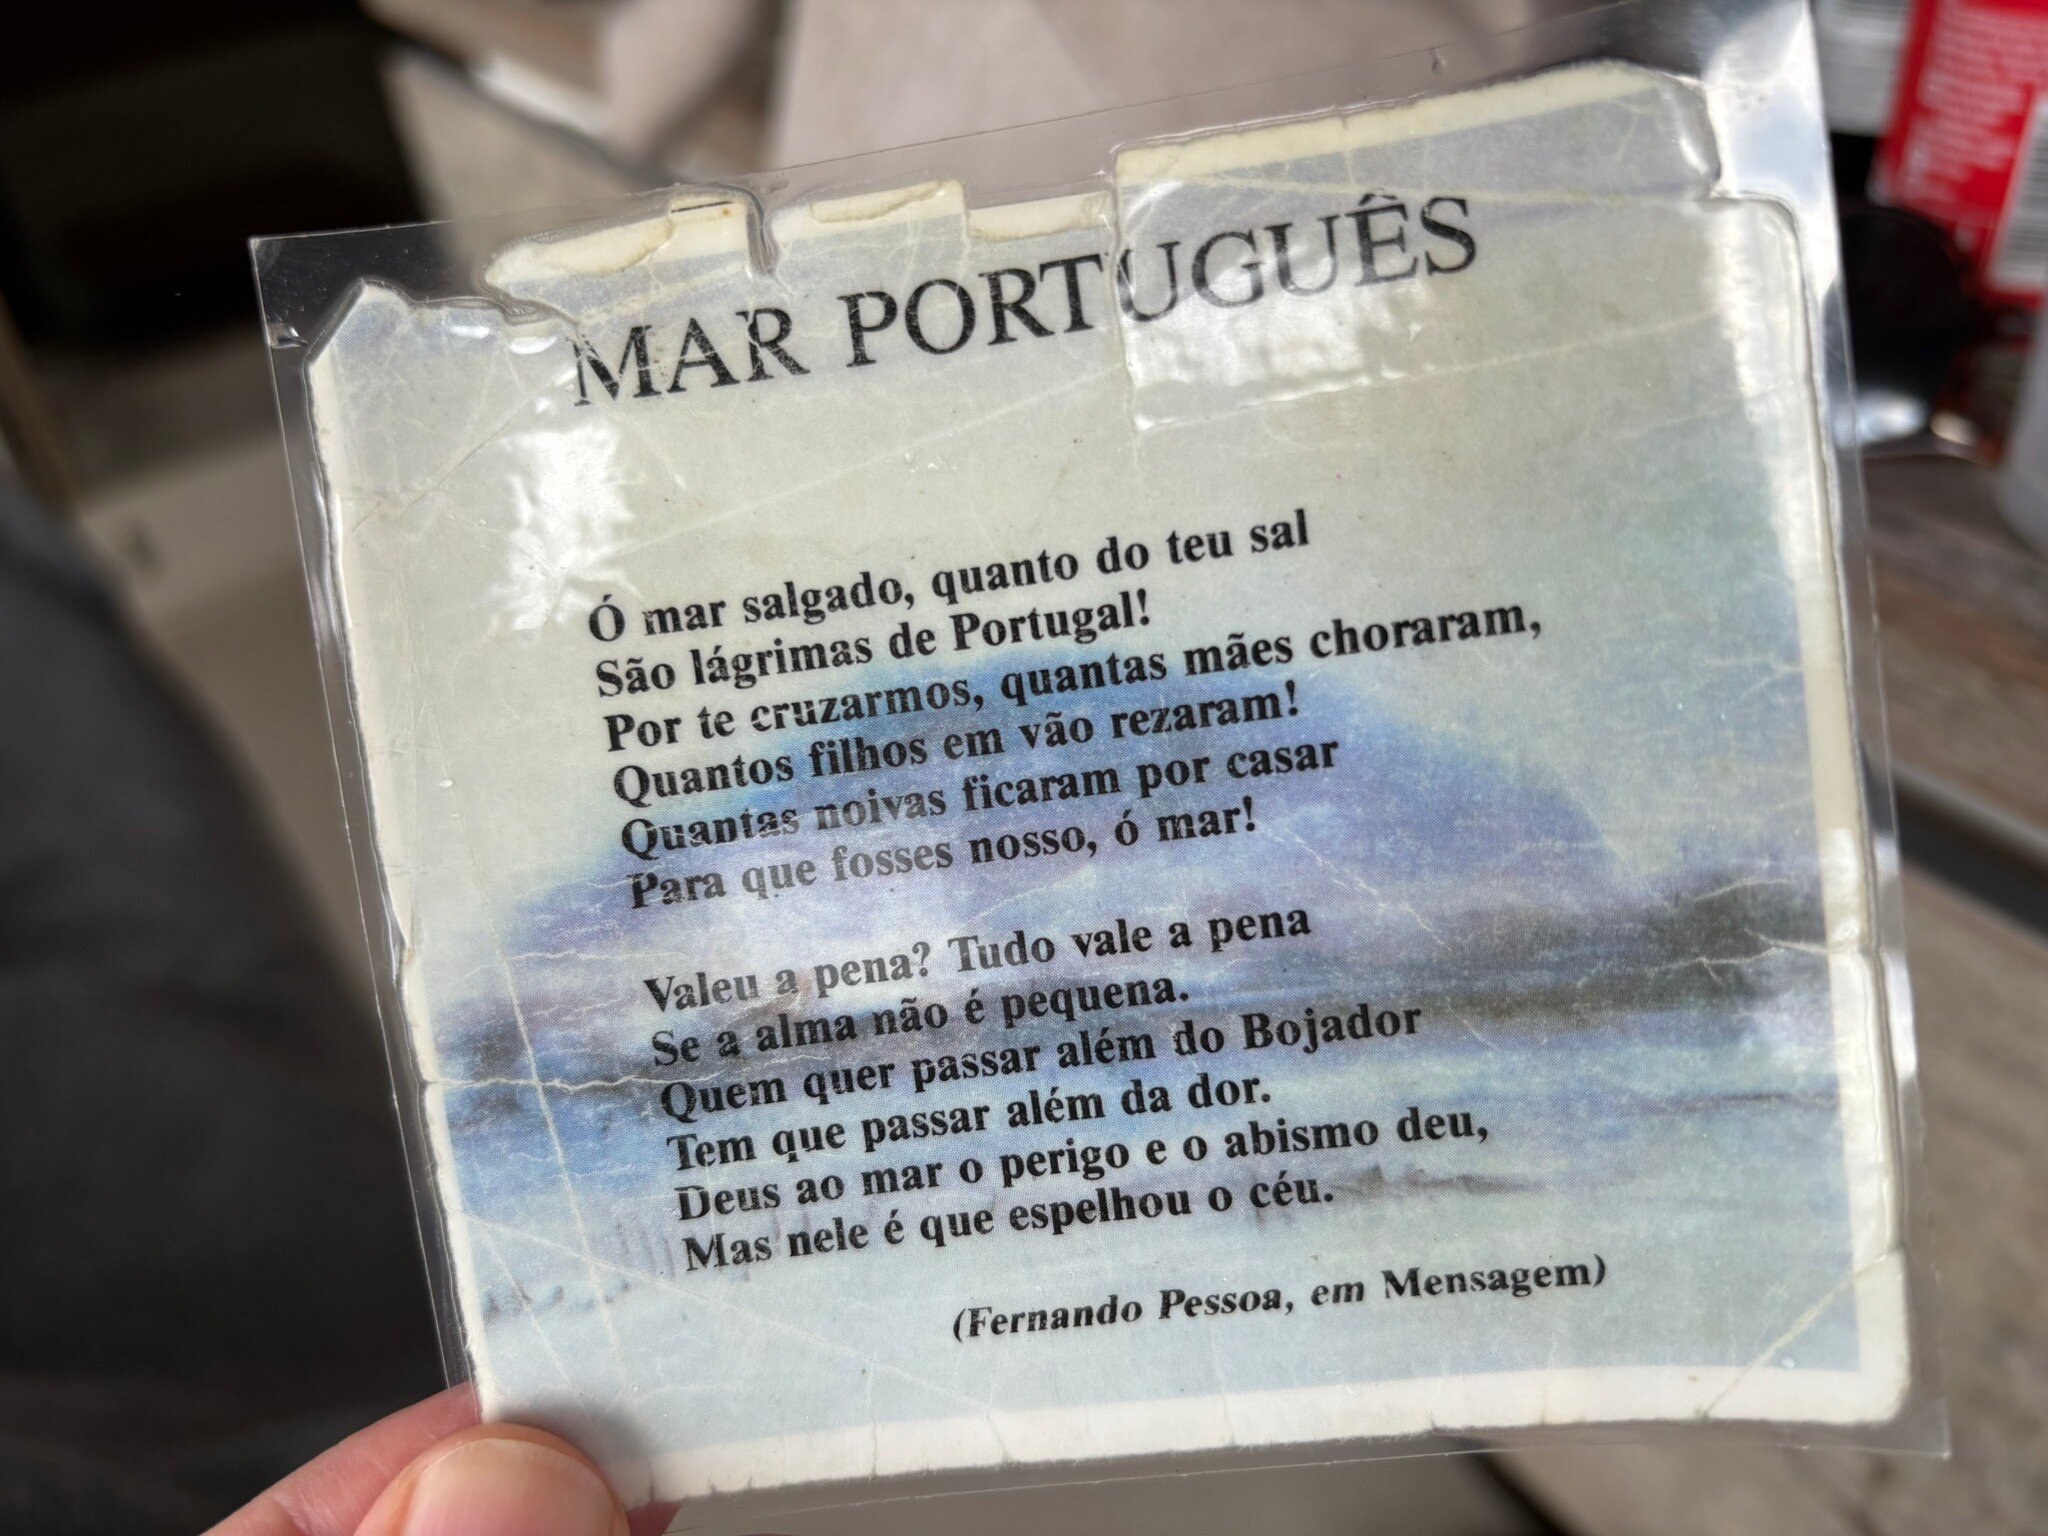 MAR PORTUGUÊS
Ó mar salgado, quanto do teu sal
São lágrimas de Portugal!
Por te cruzarmos, quantas mães choraram,
Quantos filhos em vão rezaram!
Quantas noivas ficaram por casar
Para que fosses nosso, ó mar!
Valeu a pena? Tudo vale a pena
Se a alma não é pequena.
Quem quer passar além do Bojador
Tem que passar além da dor.
Deus ao mar o perigo e o abismo deu,
Mas nele é que espelhou o céu.
(Fernando Pessoa, em Mensagem)